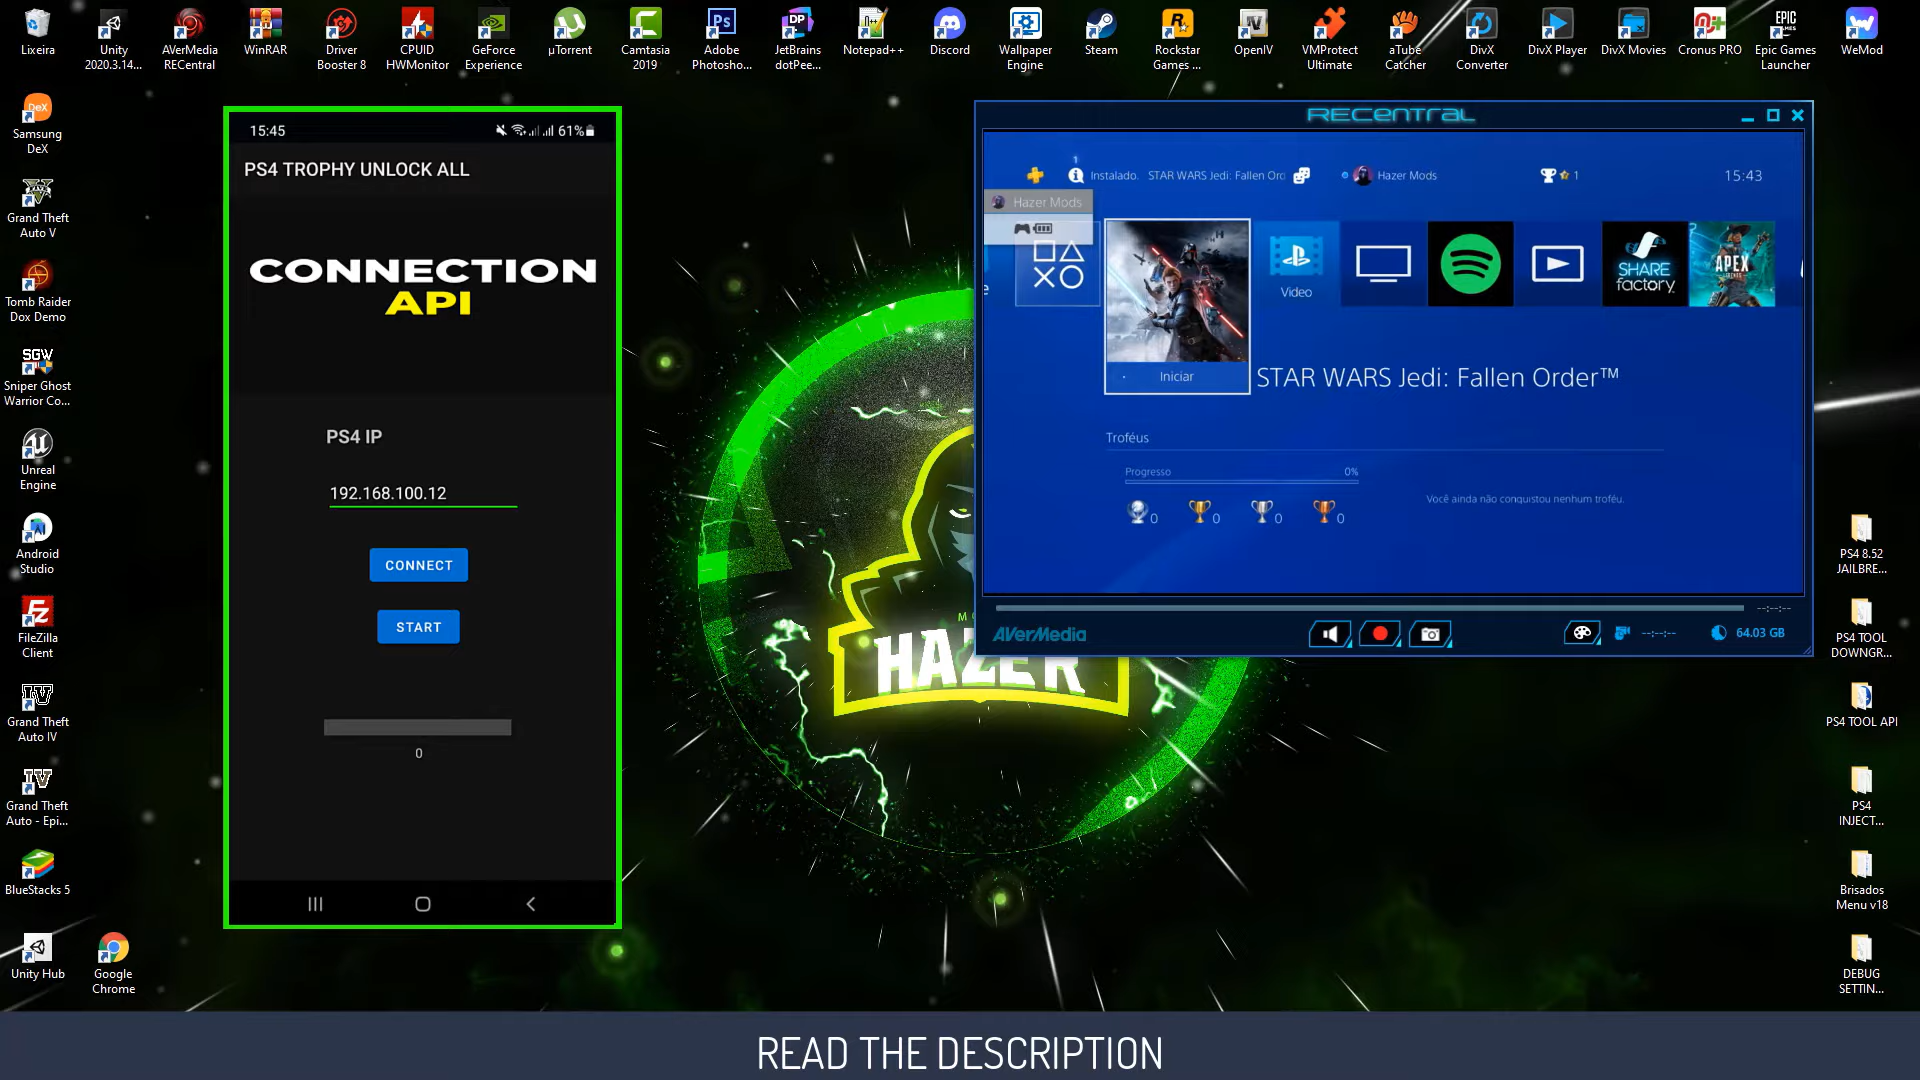 Lixeira
Unity
2020.3.14...
AVerMedia
RECentral
WinRAR
Driver
Booster 8
CPUID
HWMonitor
GeForce
Experience
µTorrent
Camtasia
2019
Adobe
Photosho...
JetBrains
dotPee...
Notepad++
Discord
Wallpaper
Engine
Steam
Rockstar
Games ...
OpenIV
VMProtect
Ultimate
aTube
Catcher
DivX
Converter
DivX Player
DivX Movies
Cronus PRO
Epic Games
Launcher
WeMod
Samsung
DeX
Grand Theft
Auto V
Tomb Raider
Dox Demo
Sniper Ghost
Warrior Co...
Unreal
Engine
Android
Studio
FileZilla
Client
Grand Theft
Auto IV
Grand Theft
Auto - Epi...
BlueStacks 5
Unity Hub
Google
Chrome
15:45
61%
PS4 TROPHY UNLOCK ALL
CONNECTION
API
PS4 IP
192.168.100.12
CONNECT
START
0
HAZER
RECENTRAL
1
Instalado. STAR WARS Jedi: Fallen Ord
Hazer Mods
1
15:43
Hazer Mods
Video
SHARE
factory
APEX
Iniciar
STAR WARS Jedi: Fallen Order™
Troféus
Progresso
0%
0
0
0
0
Você ainda não conquistou nenhum troféu.
--:--:--
AVerMedia
--:--:--
64.03 GB
PS4 8.52
JAILBRE...
PS4 TOOL
DOWNGR...
PS4 TOOL API
PS4
INJECT...
Brisados
Menu v18
DEBUG
SETTIN...
READ THE DESCRIPTION